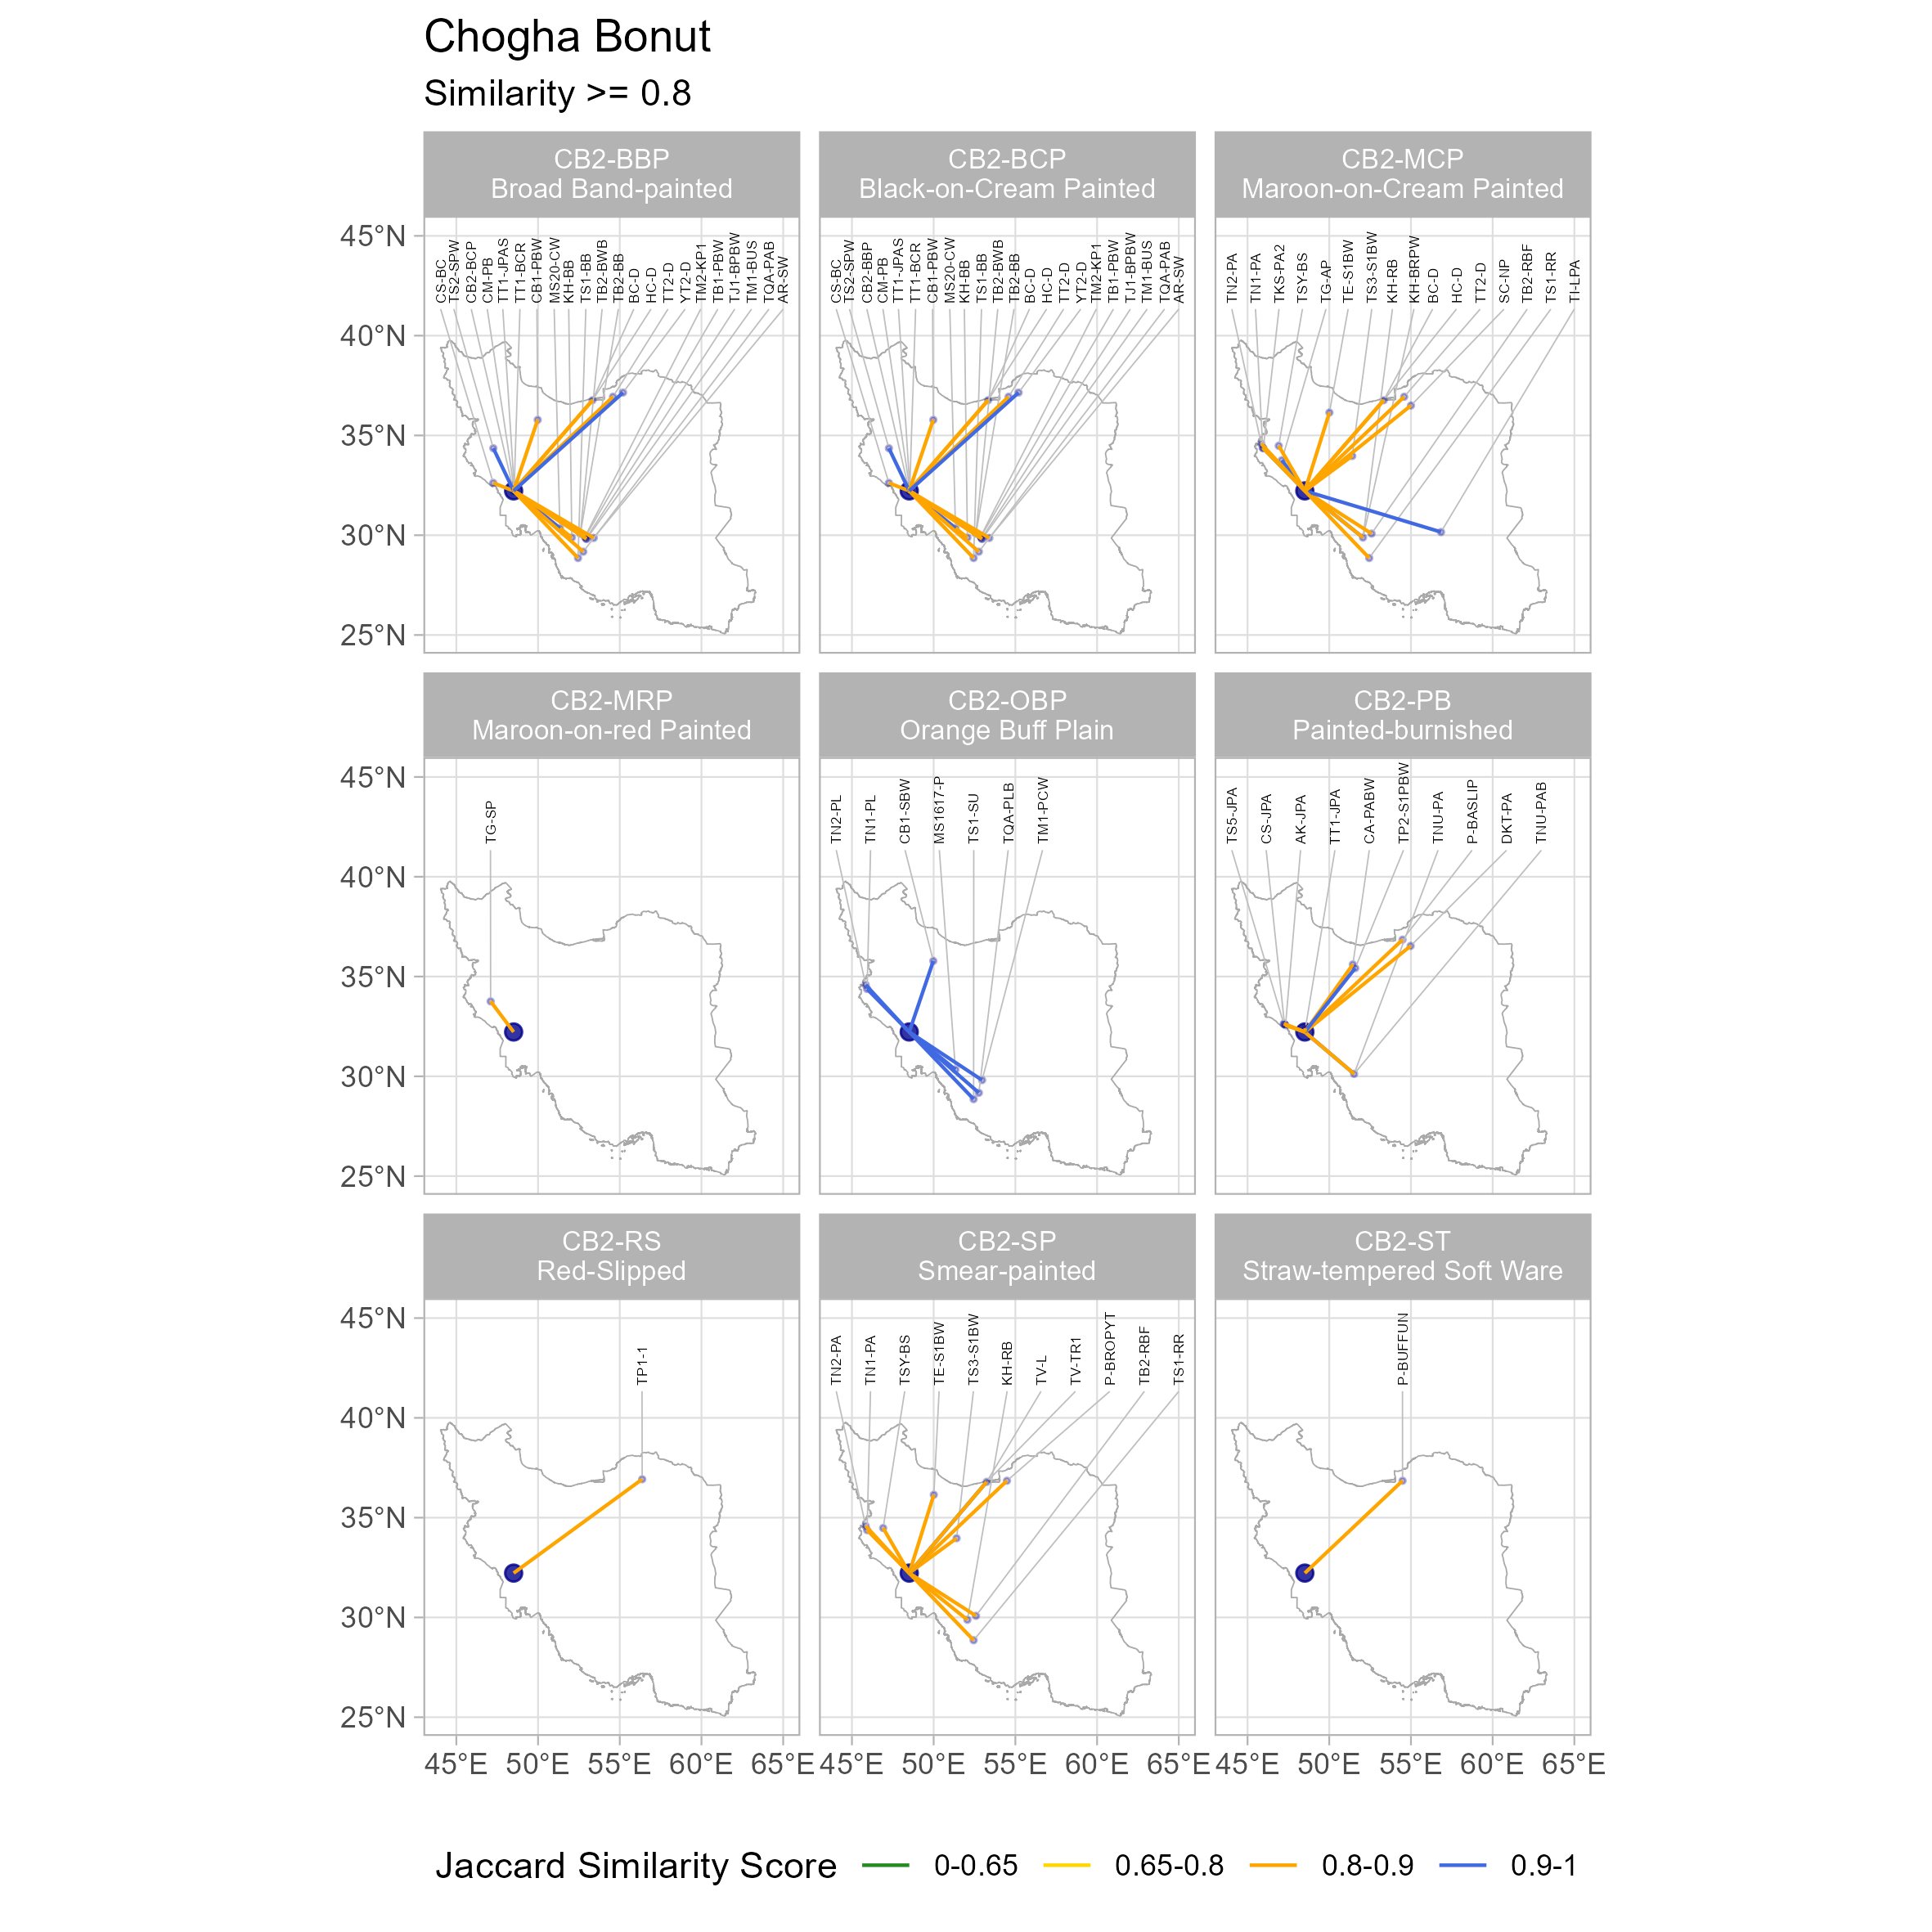 Chogha Bonut
Similarity >= 0.8
CB2-BBP
Broad Band-painted
CB2-BCP
Black-on-Cream Painted
CB2-MCP
Maroon-on-Cream Painted
45°N
40°N
35°N
30°N
25°N
CS-BC
TS2-SPW
CB2-BCP
CM-PB
TT1-JPAS
TT1-BCR
CB1-PBW
MS20-CW
KH-BB
TS1-BB
TB2-BWB
TB2-BB
BC-D
HC-D
TT2-D
YT2-D
TM2-KP1
TB1-PBW
TJ1-BPBW
TM1-BUS
TQA-PAB
AR-SW
CS-BC
TS2-SPW
CB2-BBP
CM-PB
TT1-JPAS
TT1-BCR
CB1-PBW
MS20-CW
KH-BB
TS1-BB
TB2-BWB
TB2-BB
BC-D
HC-D
TT2-D
YT2-D
TM2-KP1
TB1-PBW
TJ1-BPBW
TM1-BUS
TQA-PAB
AR-SW
TN2-PA
TN1-PA
TKS-PA2
TSY-BS
TG-AP
TE-S1BW
TS3-S1BW
KH-RB
KH-BRPW
BC-D
HC-D
TT2-D
SC-NP
TB2-RBF
TS1-RR
TI-LPA
CB2-MRP
Maroon-on-red Painted
CB2-OBP
Orange Buff Plain
CB2-PB
Painted-burnished
45°N
40°N
35°N
30°N
25°N
TG-SP
TN2-PL
TN1-PL
CB1-SBW
MS1617-P
TS1-SU
TQA-PLB
TM1-PCW
TS5-JPA
CS-JPA
AK-JPA
TT1-JPA
CA-PABW
TP2-S1PBW
TNU-PA
P-BASLIP
DKT-PA
TNU-PAB
CB2-RS
Red-Slipped
CB2-SP
Smear-painted
CB2-ST
Straw-tempered Soft Ware
45°N
40°N
35°N
30°N
25°N
TP1-1
TN2-PA
TN1-PA
TSY-BS
TE-S1BW
TS3-S1BW
KH-RB
TV-L
TV-TR1
P-BROPYT
TB2-RBF
TS1-RR
P-BUFFUN
45°E 50°E 55°E 60°E 65°E 45°E 50°E 55°E 60°E 65°E 45°E 50°E 55°E 60°E 65°E
Jaccard Similarity Score 0-0.65 0.65-0.8 0.8-0.9 0.9-1